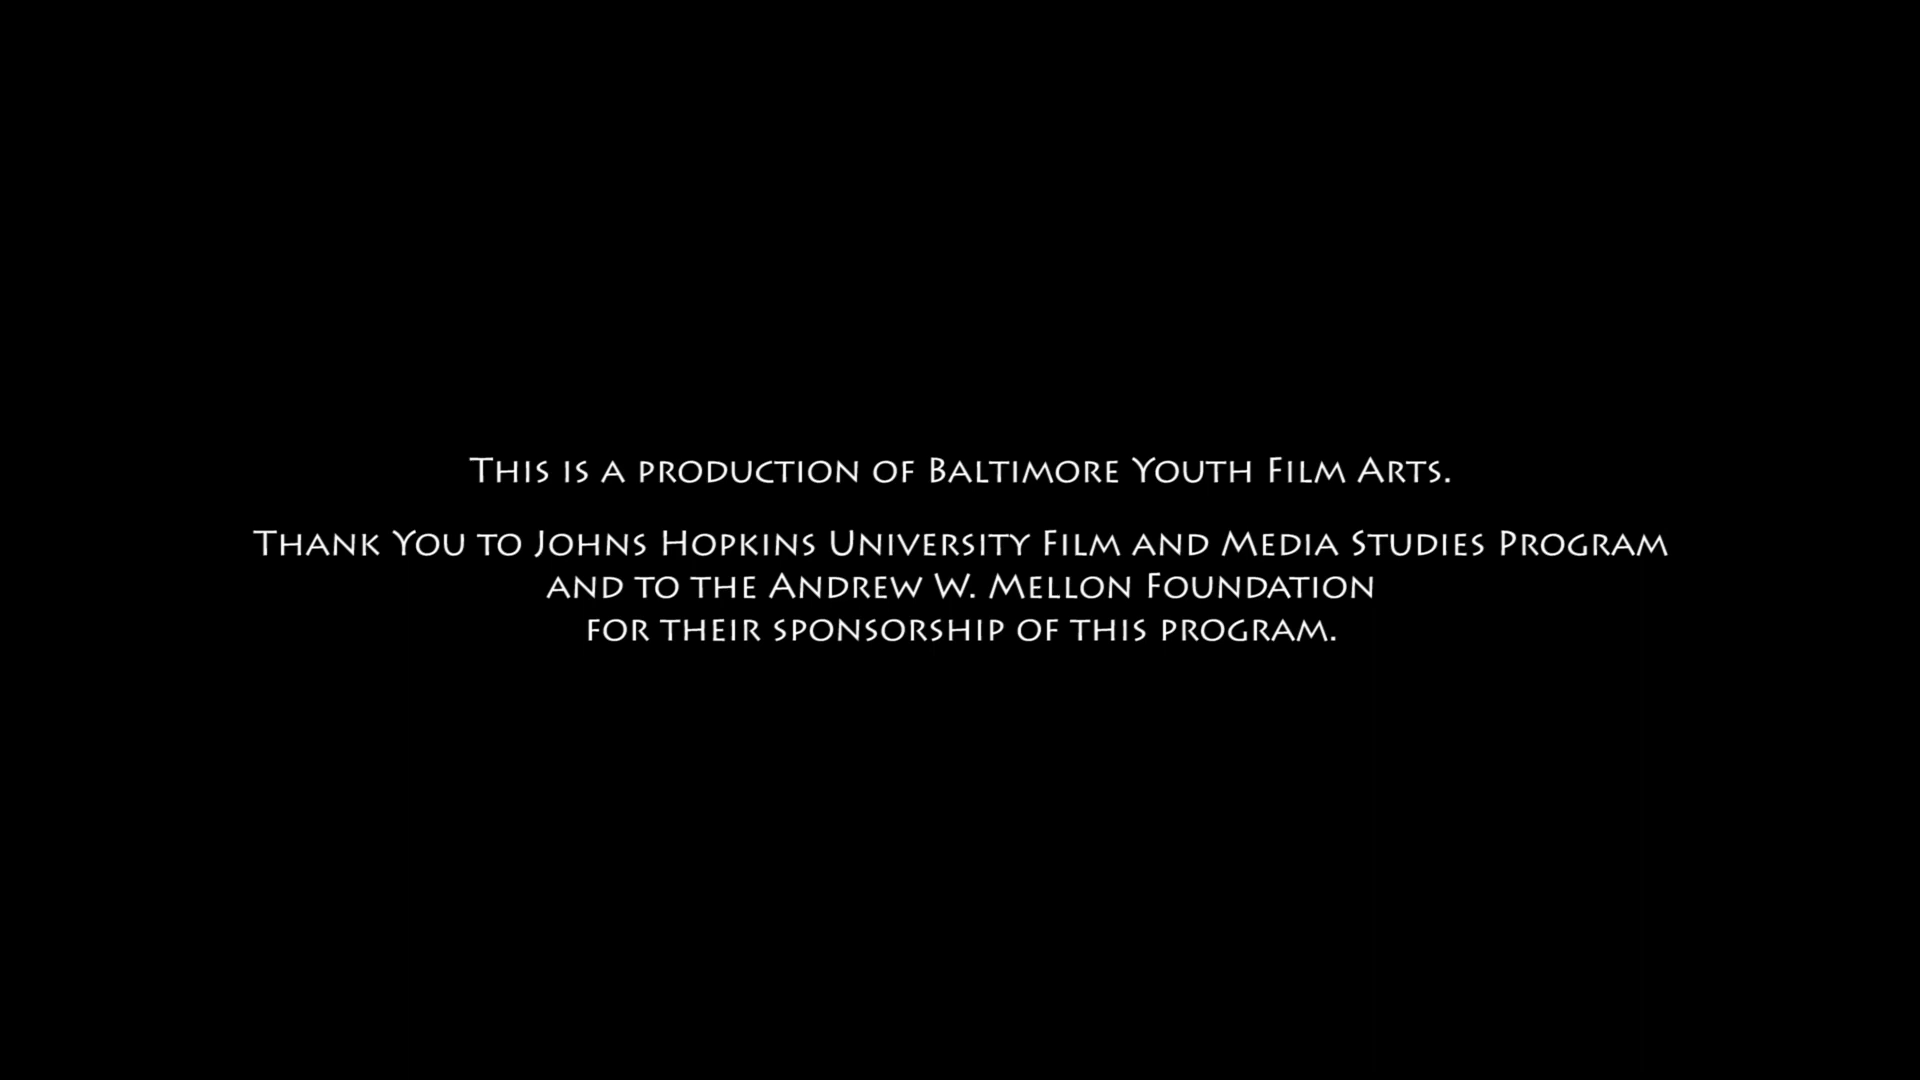 This is a production of Baltimore Youth Film Arts.
Thank You to Johns Hopkins University Film and Media Studies Program
and to the Andrew W. Mellon Foundation
for their sponsorship of this program.